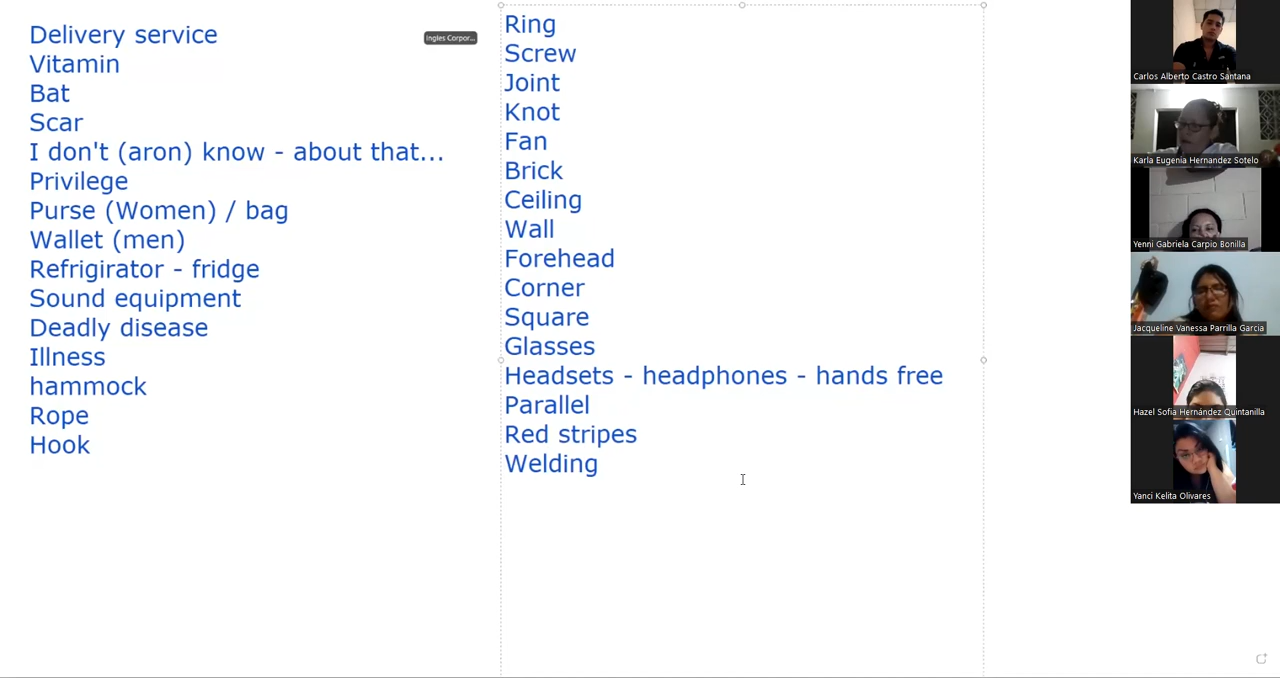 Delivery service
Vitamin
Bat
Scar
I don't (aron) know - about that...
Privilege
Purse (Women) / bag
Wallet (men)
Refrigirator - fridge
Sound equipment
Deadly disease
Illness
hammock
Rope
Hook
Ingles Corpor...
Ring
Screw
Joint
Knot
Fan
Brick
Ceiling
Wall
Forehead
Corner
Square
Glasses
Headsets - headphones - hands free
Parallel
Red stripes
Welding
Carlos Alberto Castro Santana
Karla Eugenia Hernandez Sotelo
Yenni Gabriela Carpio Bonilla
Jacqueline Vanessa Parrilla Garcia
Hazel Sofia Hernández Quintanilla
Yanci Kelita Olivares